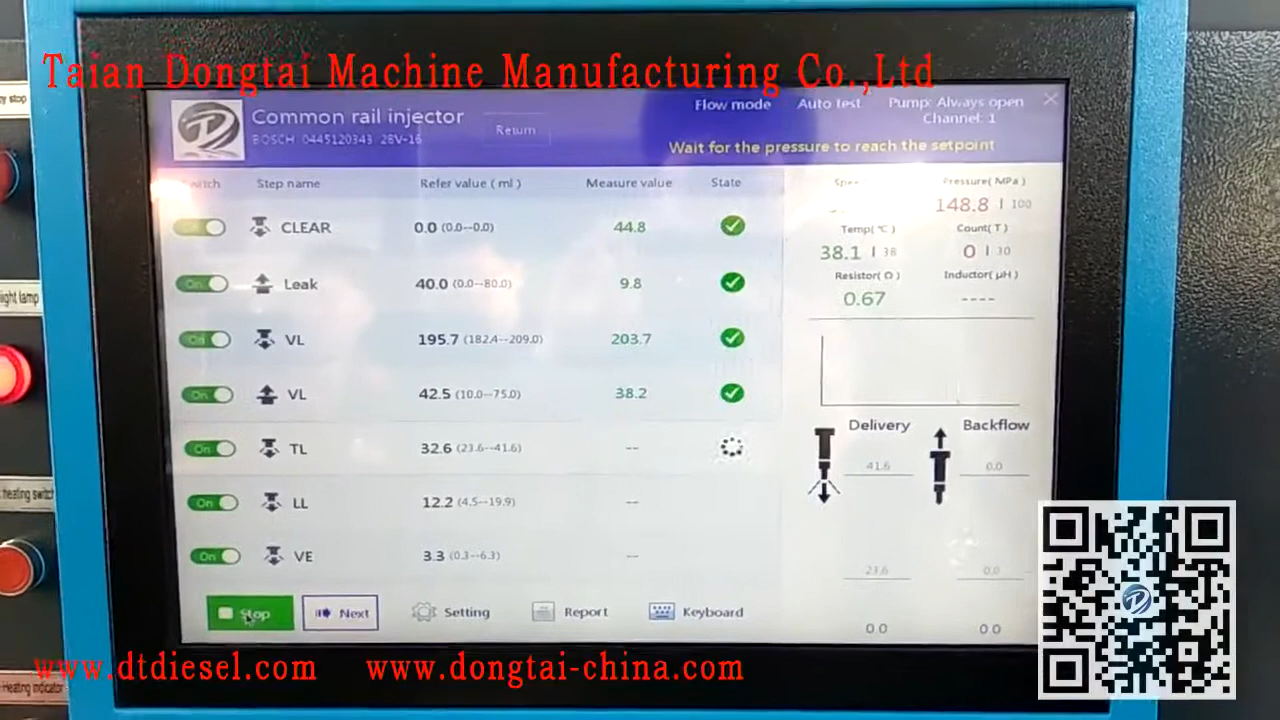 Taian Dongtai Machine Manufacturing Co.,Ltd
Common rail injector
BOSCH 0445120343 28V-16
Return
Flow mode Auto test Pump: Always open
Channel: 1
Wait for the pressure to reach the setpoint
Step name Refer value ( ml ) Measure value State
CLEAR 0.0 (0.0--0.0) 44.8
On Leak 40.0 (0.0--80.0) 9.8
On VL 195.7 (182.4--209.0) 203.7
On VL 42.5 (10.0--75.0) 38.2
On TL 32.6 (23.6--41.6) --
On LL 12.2 (4.5--19.9) --
On VE 3.3 (0.3--6.3) --
Stop Next Setting Report Keyboard
Pressure( MPa )
148.8 | 100
Temp( ℃ ) Count( T )
38.1 | 38 0 | 30
Resistor( Ω ) Inductor( μH )
0.67 ----
Delivery Backflow
41.6 0.0
23.6 0.0
0.0 0.0
stop
light lamp
heating switch
Heating indicator
www.dtdiesel.com www.dongtai-china.com